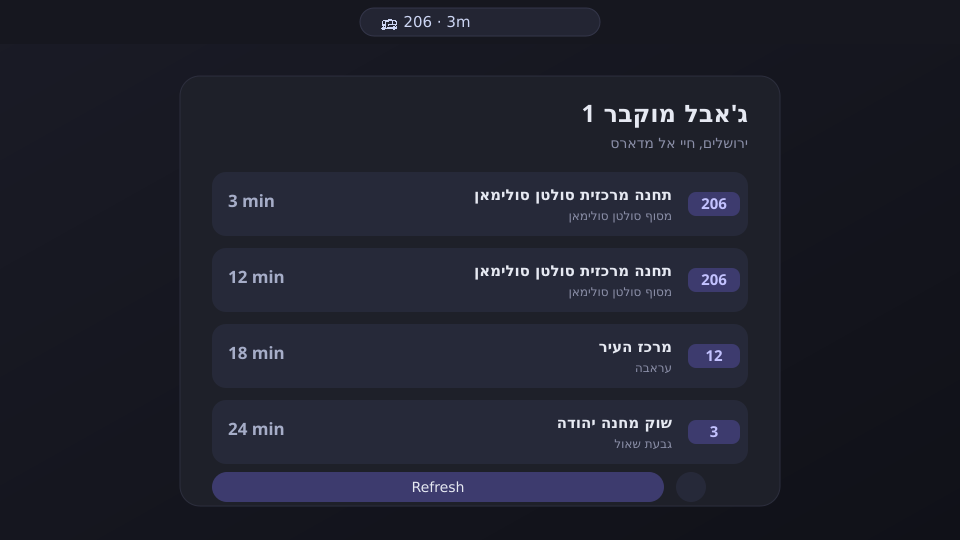 🚌 206 · 3m
ג'אבל מוקבר 1
ירושלים, חיי אל מדארס
206
תחנה מרכזית סולטן סולימאן
מסוף סולטן סולימאן
3 min
206
תחנה מרכזית סולטן סולימאן
מסוף סולטן סולימאן
12 min
12
מרכז העיר
עראבה
18 min
3
שוק מחנה יהודה
גבעת שאול
24 min
Refresh